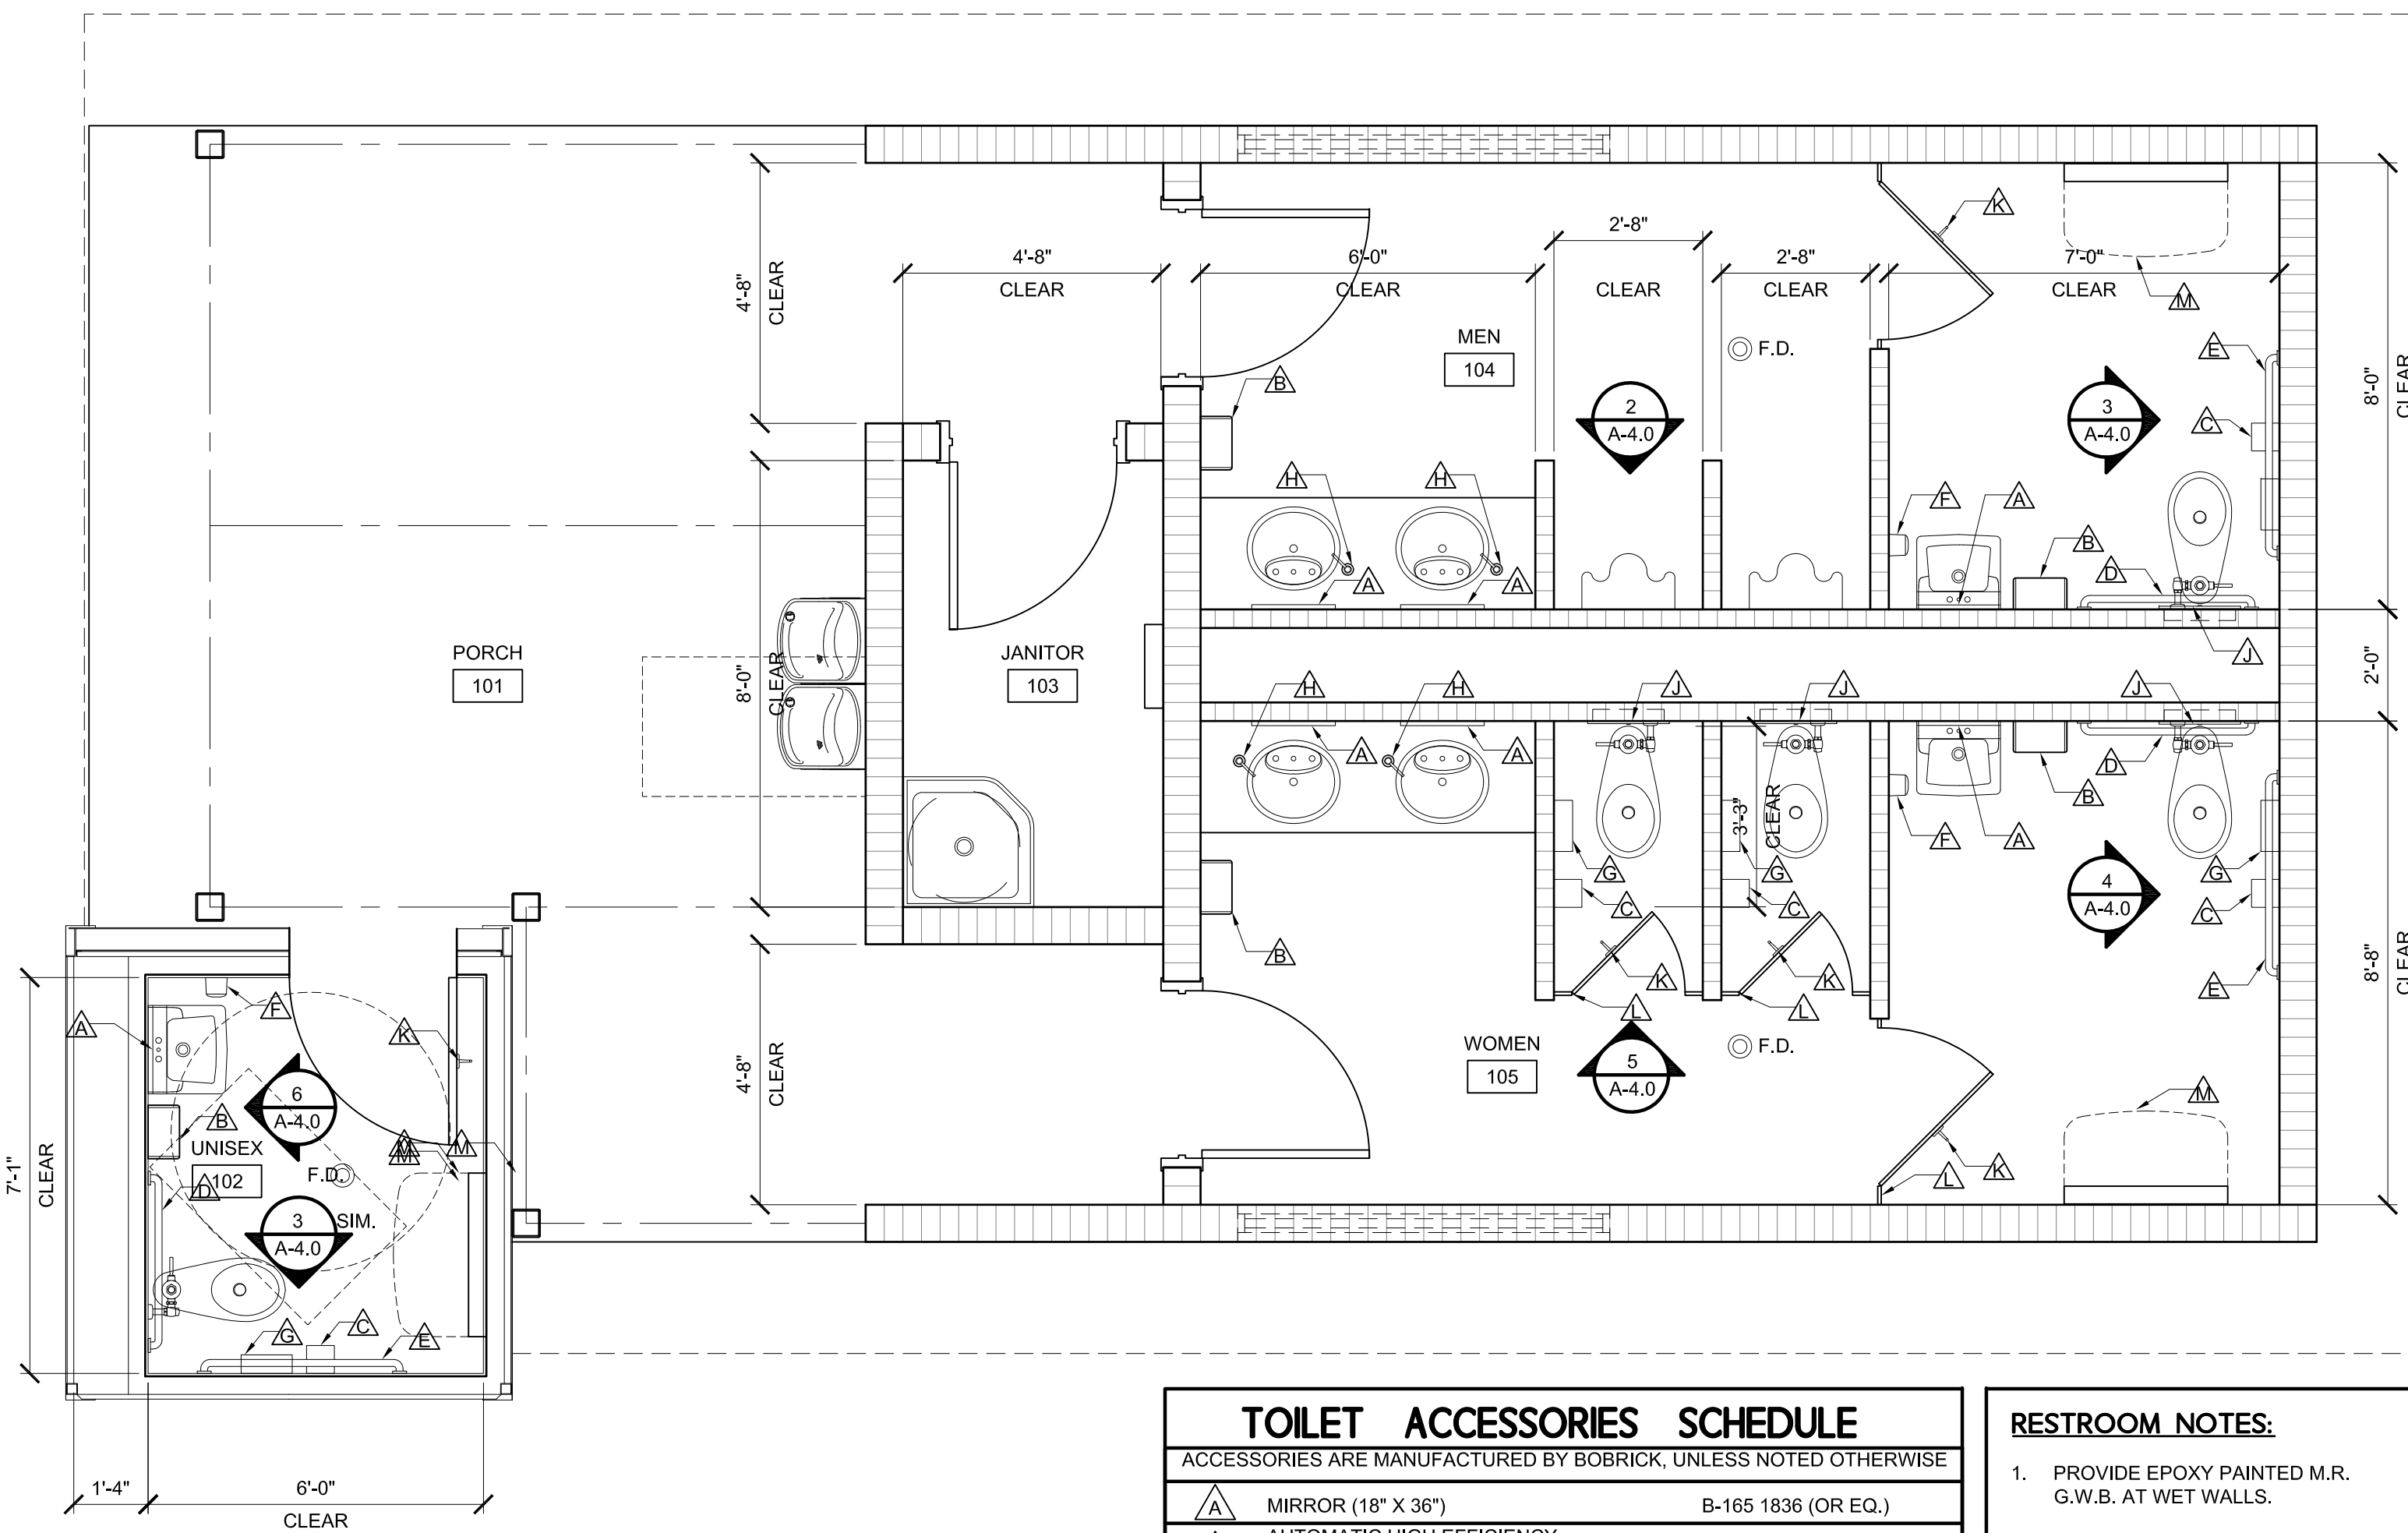 K
2'-8"
4'-8"
CLEAR
6'-0"
CLEAR
2'-8"
CLEAR
7'-0"
CLEAR
CLEAR
4'-8"
CLEAR
M
MEN
104
F.D.
E
8'-0"
CLEAR
B
2
A-4.0
3
A-4.0
C
H
H
F
A
B
D
A
A
J
PORCH
101
JANITOR
103
8'-0"
CLEAR
2'-0"
H
H
J
J
J
A
A
D
B
3'-3"
CLEAR
F
A
G
G
G
C
C
C
4
A-4.0
B
K
K
E
8'-8"
CLEAR
L
L
WOMEN
105
5
A-4.0
F.D.
4'-8"
CLEAR
M
K
L
F
A
K
6
A-4.0
B
UNISEX
102
M
M
M
F.D.
D
7'-1"
CLEAR
3
A-4.0
SIM.
G
C
E
1'-4"
6'-0"
CLEAR
TOILET ACCESSORIES SCHEDULE
ACCESSORIES ARE MANUFACTURED BY BOBRICK, UNLESS NOTED OTHERWISE
A MIRROR (18" X 36") B-165 1836 (OR EQ.)
AUTOMATIC HIGH EFFICIENCY
RESTROOM NOTES:
1. PROVIDE EPOXY PAINTED M.R.
G.W.B. AT WET WALLS.